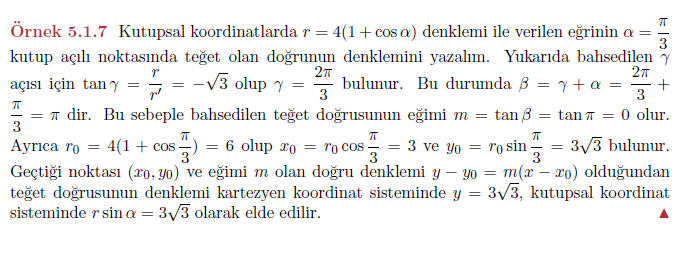 Örnek 5.1.7 Kutupsal koordinatlarda r = 4(1 + cos α) denklemi ile verilen eğrinin α = π/3
kutup açılı noktasında teğet olan doğrunun denklemini yazalım. Yukarıda bahsedilen γ
açısı için tan γ = r/r′ = −√3 olup γ = 2π/3 bulunur. Bu durumda β = γ + α = 2π/3 +
π/3 = π dir. Bu sebeple bahsedilen teğet doğrusunun eğimi m = tan β = tan π = 0 olur.
Ayrıca r₀ = 4(1 + cos π/3) = 6 olup x₀ = r₀ cos π/3 = 3 ve y₀ = r₀ sin π/3 = 3√3 bulunur.
Geçtiği noktası (x₀, y₀) ve eğimi m olan doğru denklemi y − y₀ = m(x − x₀) olduğundan
teğet doğrusunun denklemi kartezyen koordinat sisteminde y = 3√3, kutupsal koordinat
sisteminde r sin α = 3√3 olarak elde edilir. ▲